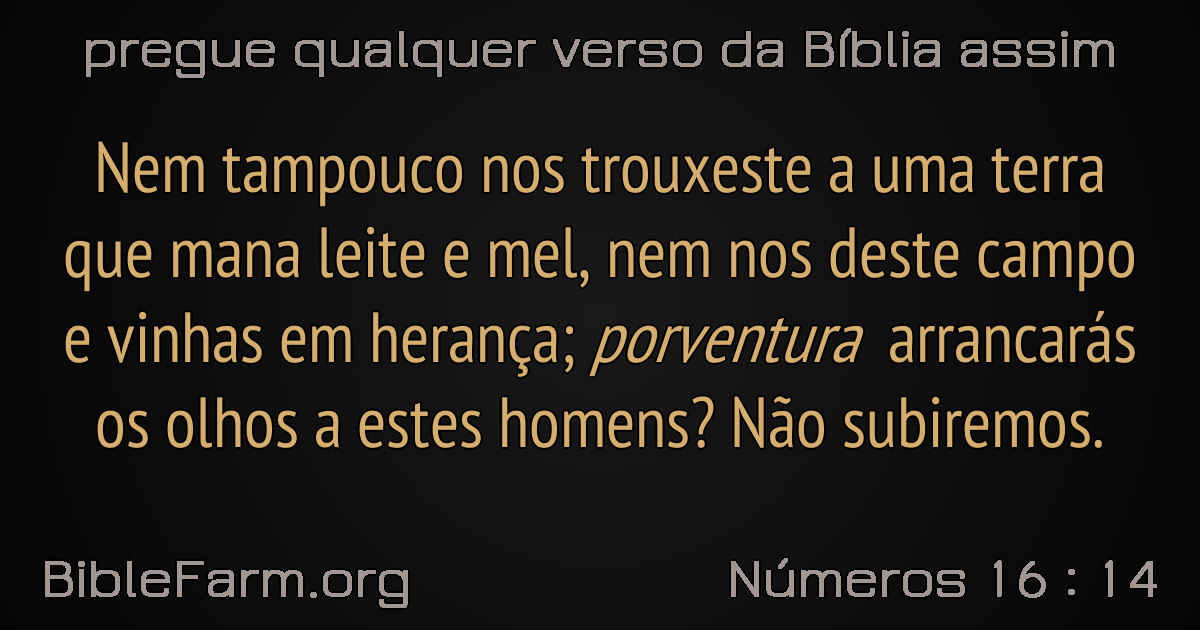 pregue qualquer verso da Bíblia assim
Nem tampouco nos trouxeste a uma terra
que mana leite e mel, nem nos deste campo
e vinhas em herança; porventura arrancarás
os olhos a estes homens? Não subiremos.
BibleFarm.org
Números 16 : 14